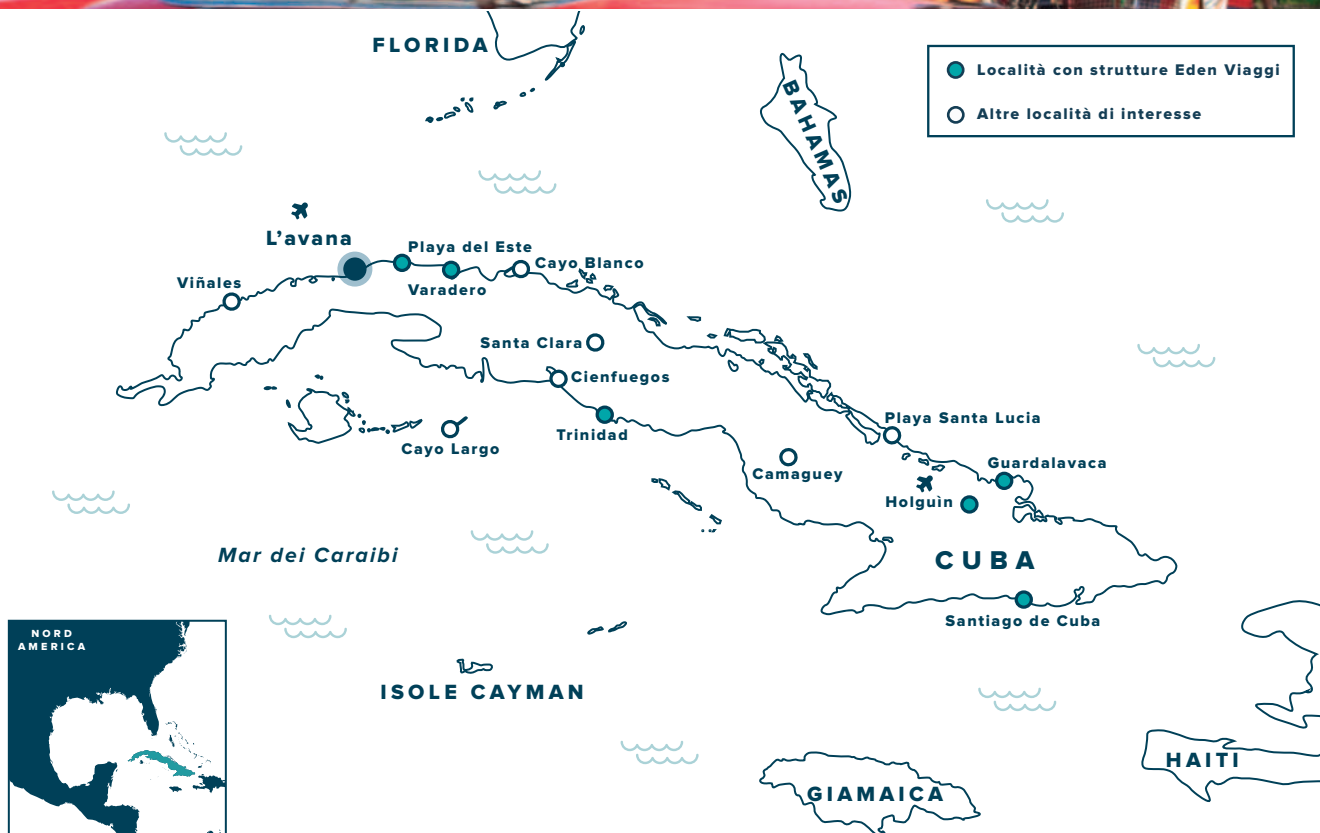 FLORIDA
Località con strutture Eden Viaggi
Altre località di interesse
BAHAMAS
L'avana
Playa del Este
Cayo Blanco
Viñales
Varadero
Santa Clara
Cienfuegos
Playa Santa Lucia
Trinidad
Cayo Largo
Guardalavaca
Camaguey
Holguìn
Mar dei Caraibi
CUBA
Santiago de Cuba
NORD
AMERICA
ISOLE CAYMAN
HAITI
GIAMAICA